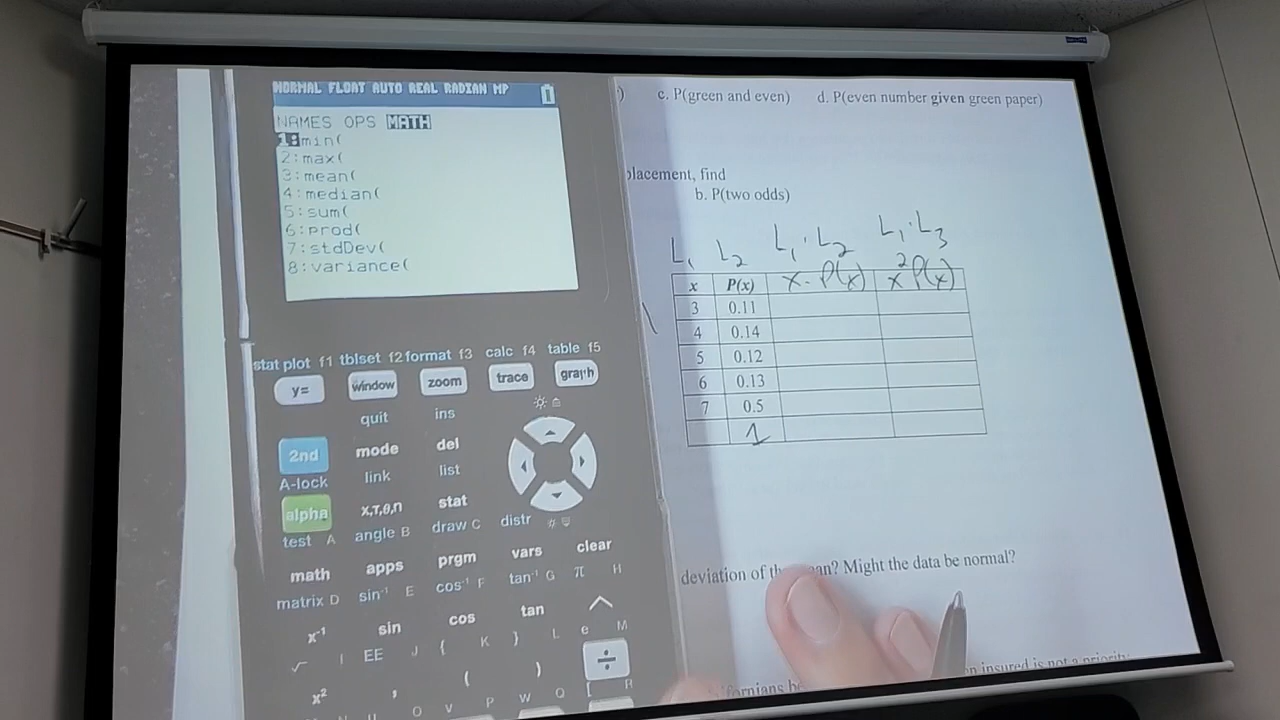 NORMAL FLOAT AUTO REAL RADIAN MP
NAMES OPS MATH
1:min(
2:max(
3:mean(
4:median(
5:sum(
6:prod(
7:stdDev(
8:variance(
stat plot f1 tblset f2 format f3 calc f4 table f5
y= window zoom trace graph
quit ins
2nd mode del
A-lock link list
alpha X,T,θ,n stat
test A angle B draw C distr
math apps prgm vars clear
matrix D sin⁻¹ E cos⁻¹ F tan⁻¹ G π H
x⁻¹ sin cos tan ^
√ I EE J { K } L e M
x² , ( ) ÷
N u O v P w Q [ R
) c. P(green and even) d. P(even number given green paper)
placement, find
b. P(two odds)
L₁ L₂ L₁·L₂ L₁·L₃
x P(x) x·P(x) x²P(x)
3 0.11
4 0.14
5 0.12
6 0.13
7 0.5
1
deviation of the mean? Might the data be normal?
insured is not a priority